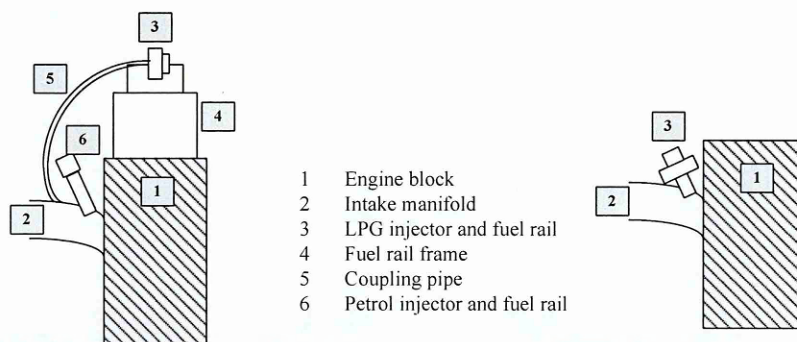 3
5
4
6
1
2
1 Engine block
2 Intake manifold
3 LPG injector and fuel rail
4 Fuel rail frame
5 Coupling pipe
6 Petrol injector and fuel rail
3
1
2